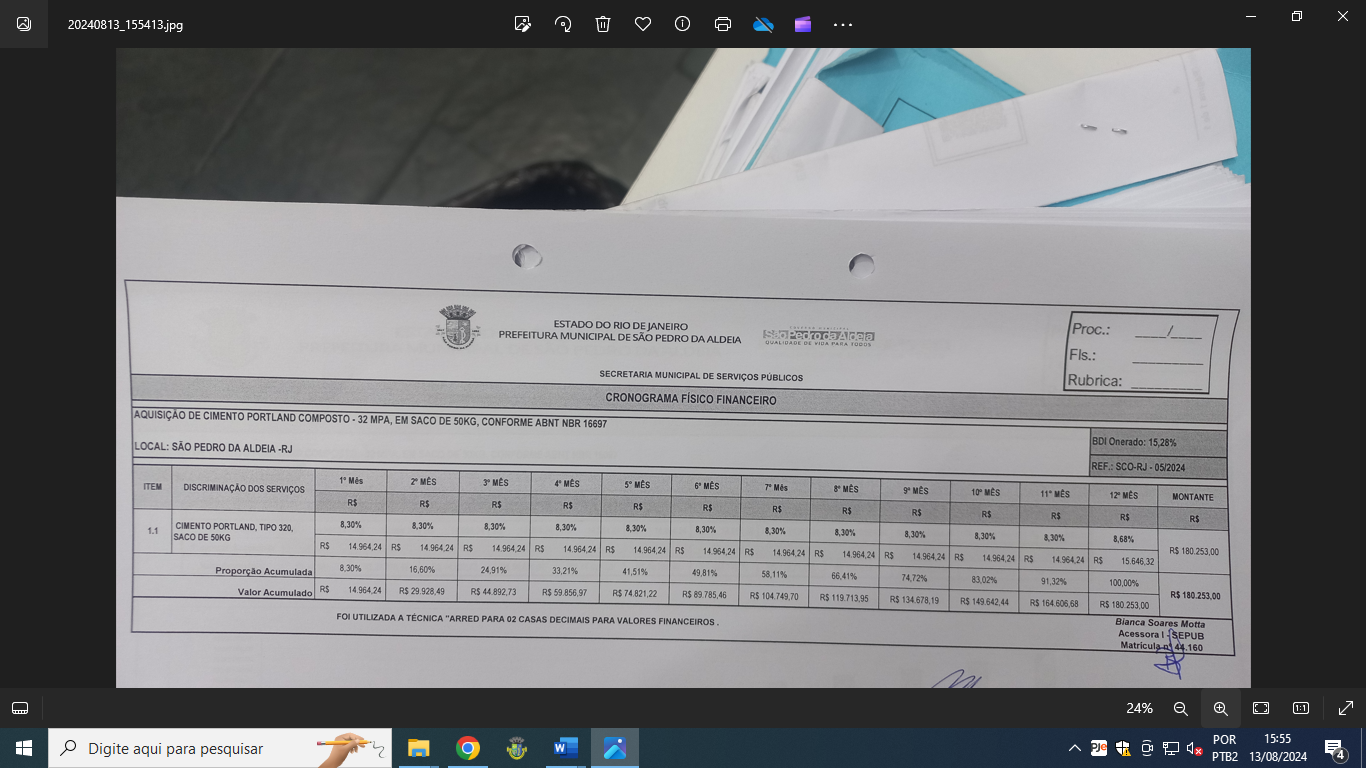 20240813_155413.jpg
ESTADO DO RIO DE JANEIRO
PREFEITURA MUNICIPAL DE SÃO PEDRO DA ALDEIA
São Pedro da Aldeia
QUALIDADE DE VIDA PARA TODOS
Proc.: ____/____
Fls.: ________
Rubrica: ________
SECRETARIA MUNICIPAL DE SERVIÇOS PÚBLICOS
CRONOGRAMA FÍSICO FINANCEIRO
AQUISIÇÃO DE CIMENTO PORTLAND COMPOSTO - 32 MPA, EM SACO DE 50KG, CONFORME ABNT NBR 16697
BDI Onerado: 15,28%
LOCAL: SÃO PEDRO DA ALDEIA -RJ
REF.: SCO-RJ - 05/2024
ITEM DISCRIMINAÇÃO DOS SERVIÇOS 1º Mês 2º MÊS 3º MÊS 4º MÊS 5º MÊS 6º MÊS 7º Mês 8º MÊS 9º MÊS 10º MÊS 11º MÊS 12º MÊS MONTANTE
R$ R$ R$ R$ R$ R$ R$ R$ R$ R$ R$ R$ R$
1.1 CIMENTO PORTLAND, TIPO 320, SACO DE 50KG 8,30% 8,30% 8,30% 8,30% 8,30% 8,30% 8,30% 8,30% 8,30% 8,30% 8,30% 8,68%
R$ 14.964,24 R$ 14.964,24 R$ 14.964,24 R$ 14.964,24 R$ 14.964,24 R$ 14.964,24 R$ 14.964,24 R$ 14.964,24 R$ 14.964,24 R$ 14.964,24 R$ 14.964,24 R$ 15.646,32 R$ 180.253,00
Proporção Acumulada 8,30% 16,60% 24,91% 33,21% 41,51% 49,81% 58,11% 66,41% 74,72% 83,02% 91,32% 100,00%
Valor Acumulado R$ 14.964,24 R$ 29.928,49 R$ 44.892,73 R$ 59.856,97 R$ 74.821,22 R$ 89.785,46 R$ 104.749,70 R$ 119.713,95 R$ 134.678,19 R$ 149.642,44 R$ 164.606,68 R$ 180.253,00 R$ 180.253,00
FOI UTILIZADA A TÉCNICA "ARRED PARA 02 CASAS DECIMAIS PARA VALORES FINANCEIROS .
Bianca Soares Motta
Acessora I - SEPUB
Matrícula nº 44.160
24%
1:1
Digite aqui para pesquisar
PJe
POR
PTB2
15:55
13/08/2024
4